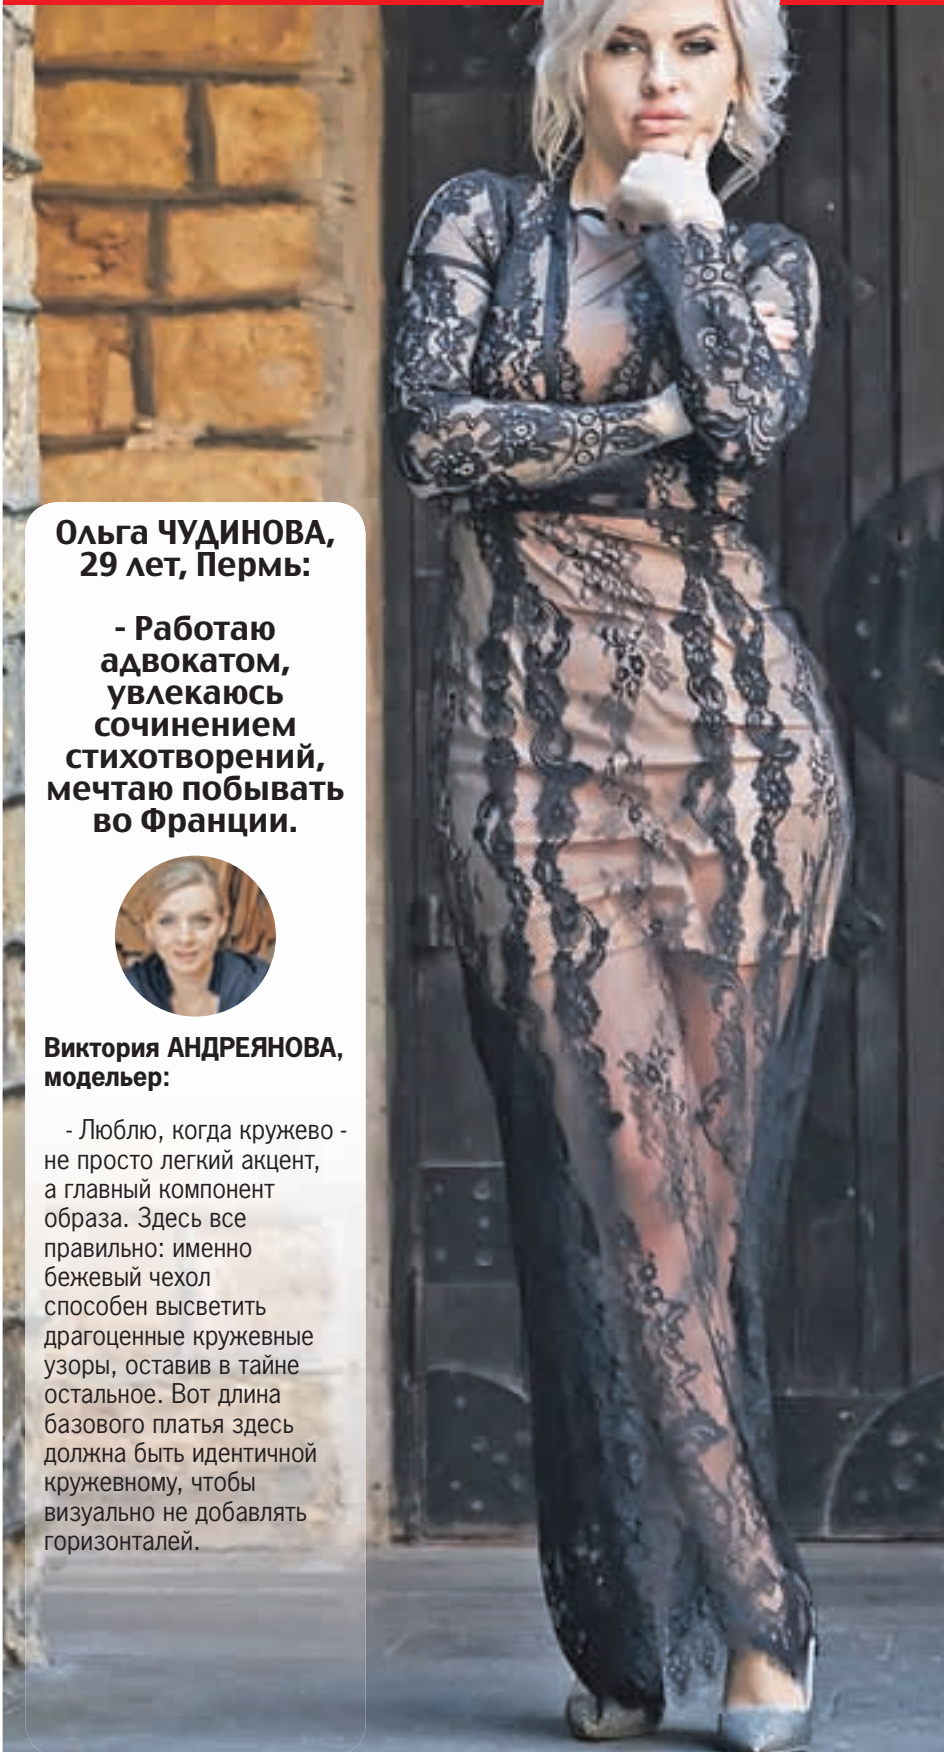 Ольга ЧУДИНОВА,
29 лет, Пермь:
- Работаю
адвокатом,
увлекаюсь
сочинением
стихотворений,
мечтаю побывать
во Франции.
Виктория АНДРЕЯНОВА,
модельер:
- Люблю, когда кружево -
не просто легкий акцент,
а главный компонент
образа. Здесь все
правильно: именно
бежевый чехол
способен высветить
драгоценные кружевные
узоры, оставив в тайне
остальное. Вот длина
базового платья здесь
должна быть идентичной
кружевному, чтобы
визуально не добавлять
горизонталей.